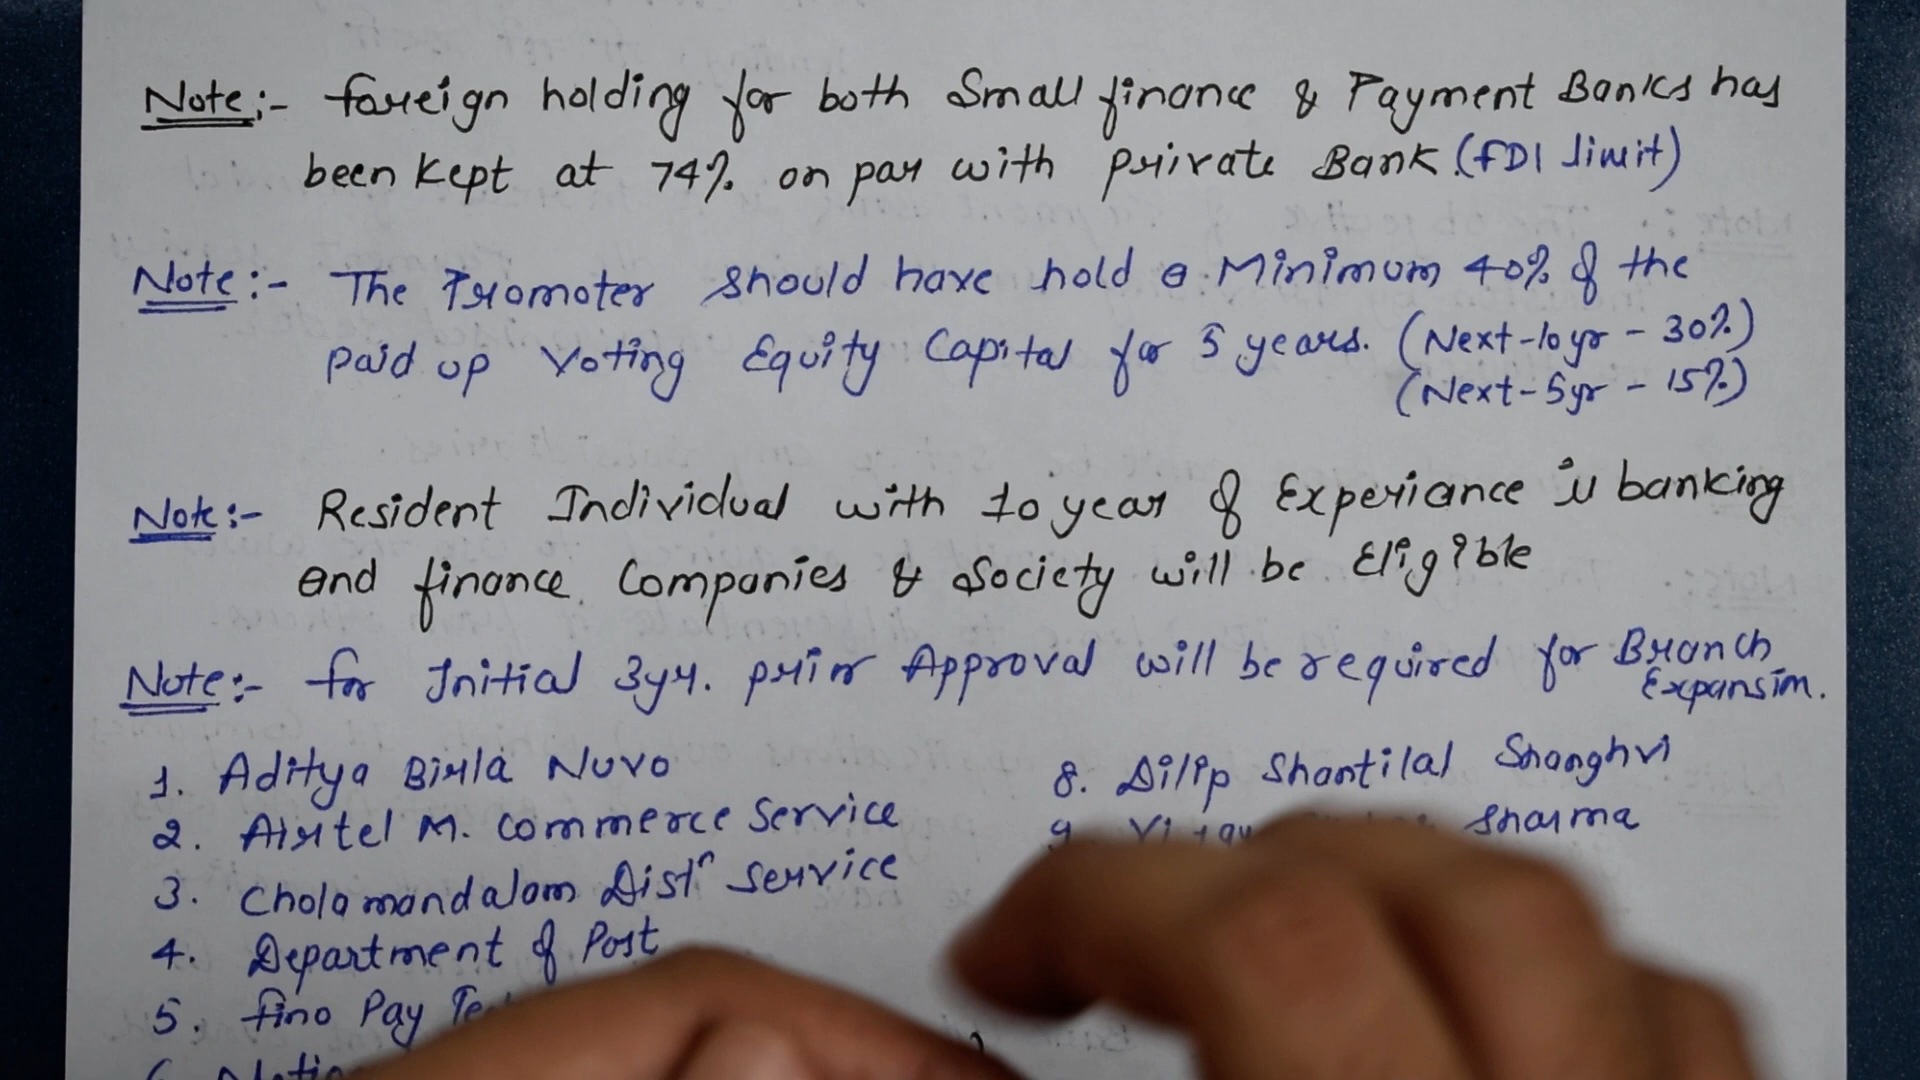 Note:- foreign holding for both Small finance & Payment Banks has
been kept at 74% on par with private Bank.(FDI limit)
Note:- The Promoter should have hold a Minimum 40% of the
paid up Voting Equity Capital for 5 years. (Next-10 yr - 30%)
(Next-5yr - 15%)
Note:- Resident Individual with 10 year of Experiance in banking
and finance. Companies & Society will be Eligible
Note:- for Initial 3yr. prior Approval will be required for Branch
Expansion.
1. Aditya Birla Nuvo
2. Airtel M. Commerce Service
3. Cholamandalam Distn Service
4. Department of Post
5. fino Pay
8. Dilip Shantilal Shanghvi
9. Sharma